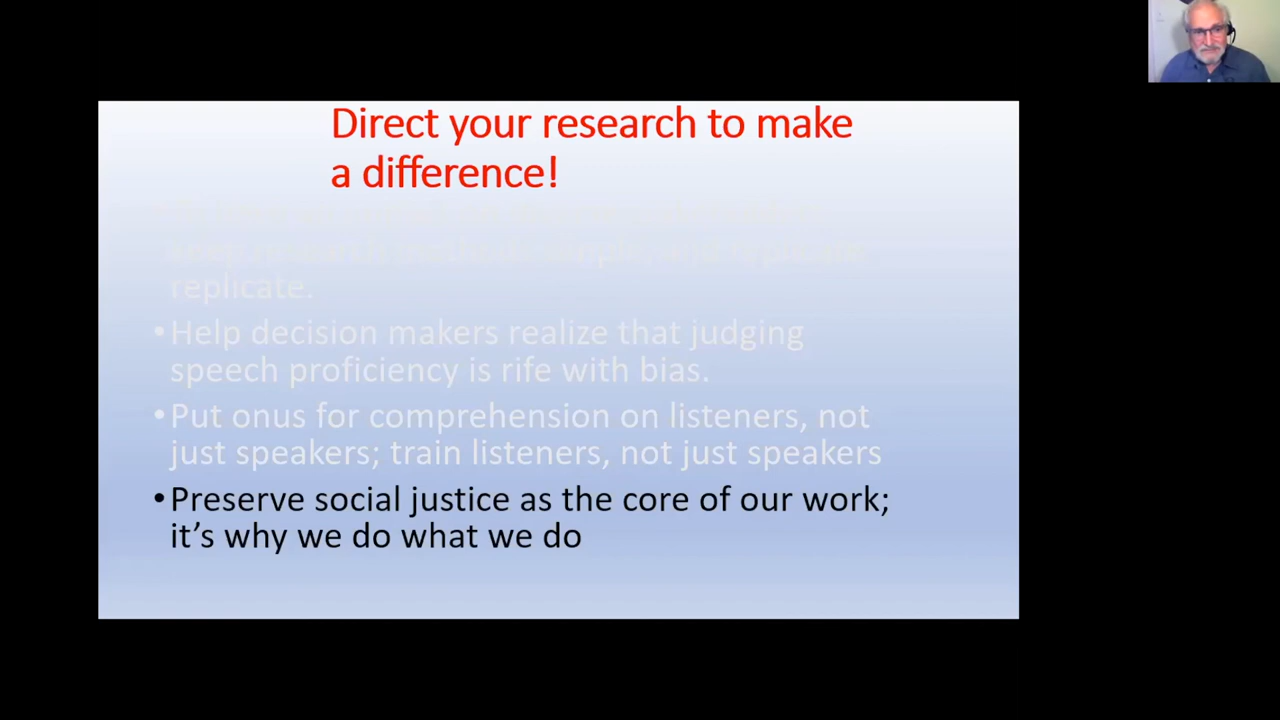 Direct your research to make
a difference!
replicate.
•Help decision makers realize that judging
speech proficiency is rife with bias.
•Put onus for comprehension on listeners, not
just speakers; train listeners, not just speakers
•Preserve social justice as the core of our work;
it’s why we do what we do